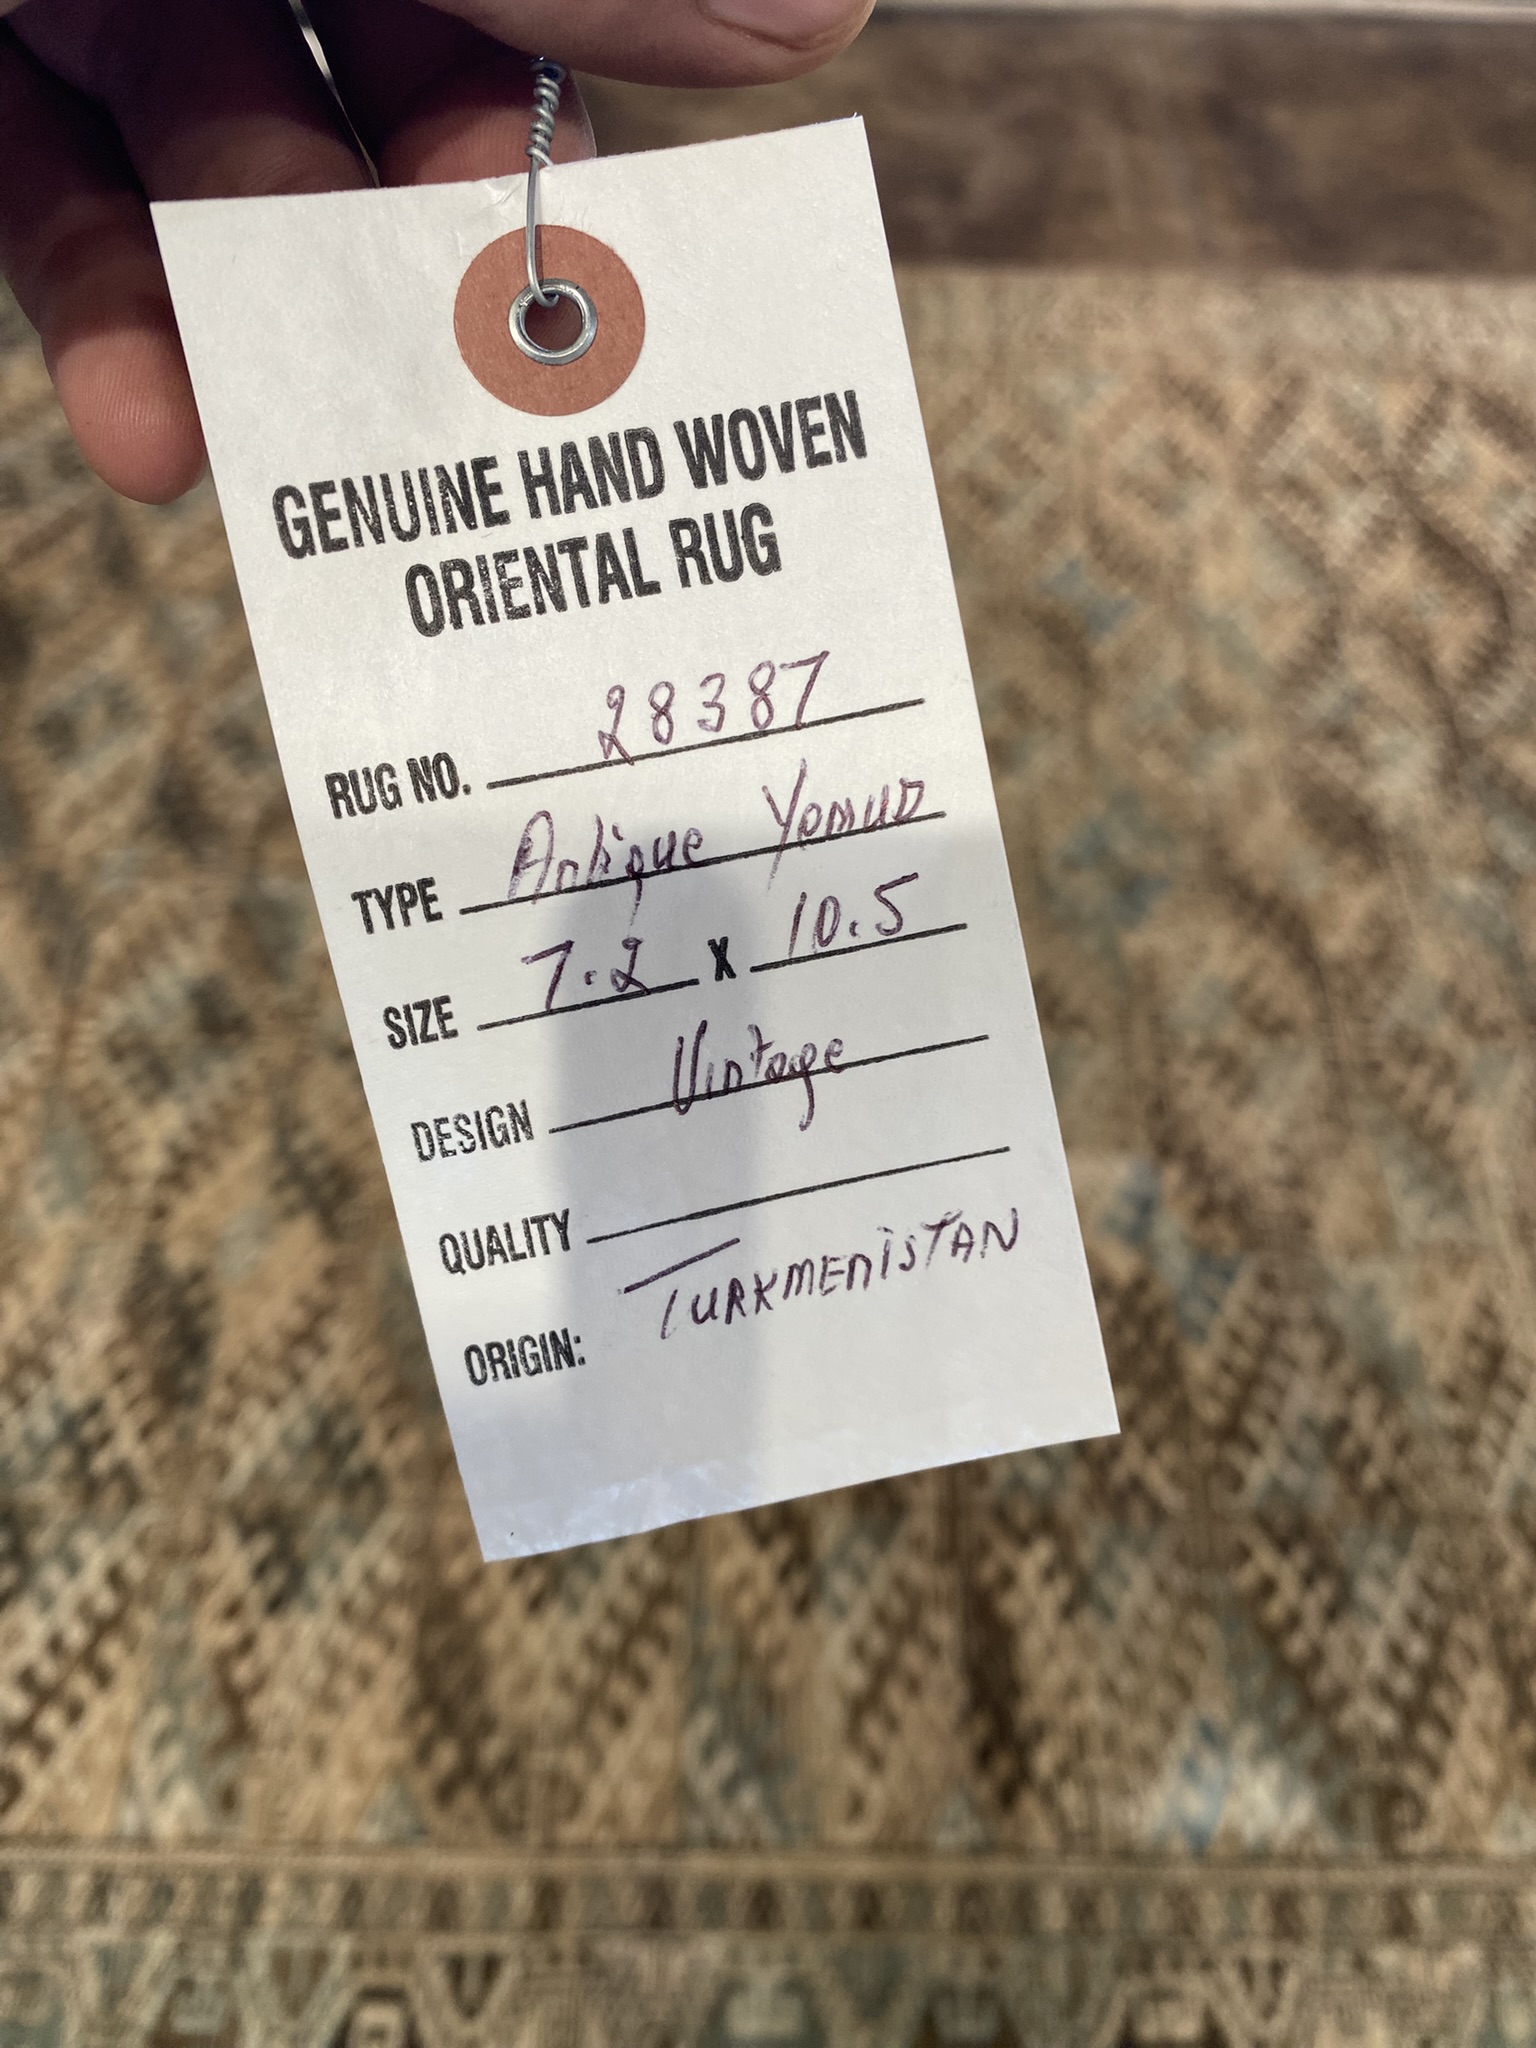 GENUINE HAND WOVEN
ORIENTAL RUG
RUG NO. 28387
TYPE Antique Yomud
SIZE 7.2 X 10.5
DESIGN Vintage
QUALITY
ORIGIN: TURKMENISTAN